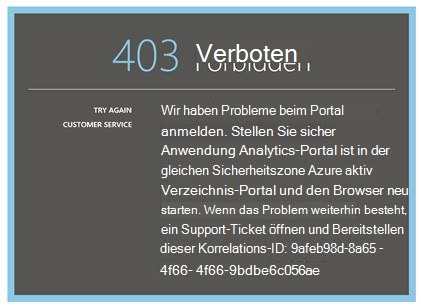 403 Verboten
TRY AGAIN
CUSTOMER SERVICE
Wir haben Probleme beim Portal
anmelden. Stellen Sie sicher
Anwendung Analytics-Portal ist in der
gleichen Sicherheitszone Azure aktiv
Verzeichnis-Portal und den Browser neu
starten. Wenn das Problem weiterhin besteht,
ein Support-Ticket öffnen und Bereitstellen
dieser Korrelations-ID: 9afeb98d-8a65 -
4f66- 4f66-9bdbe6c056ae